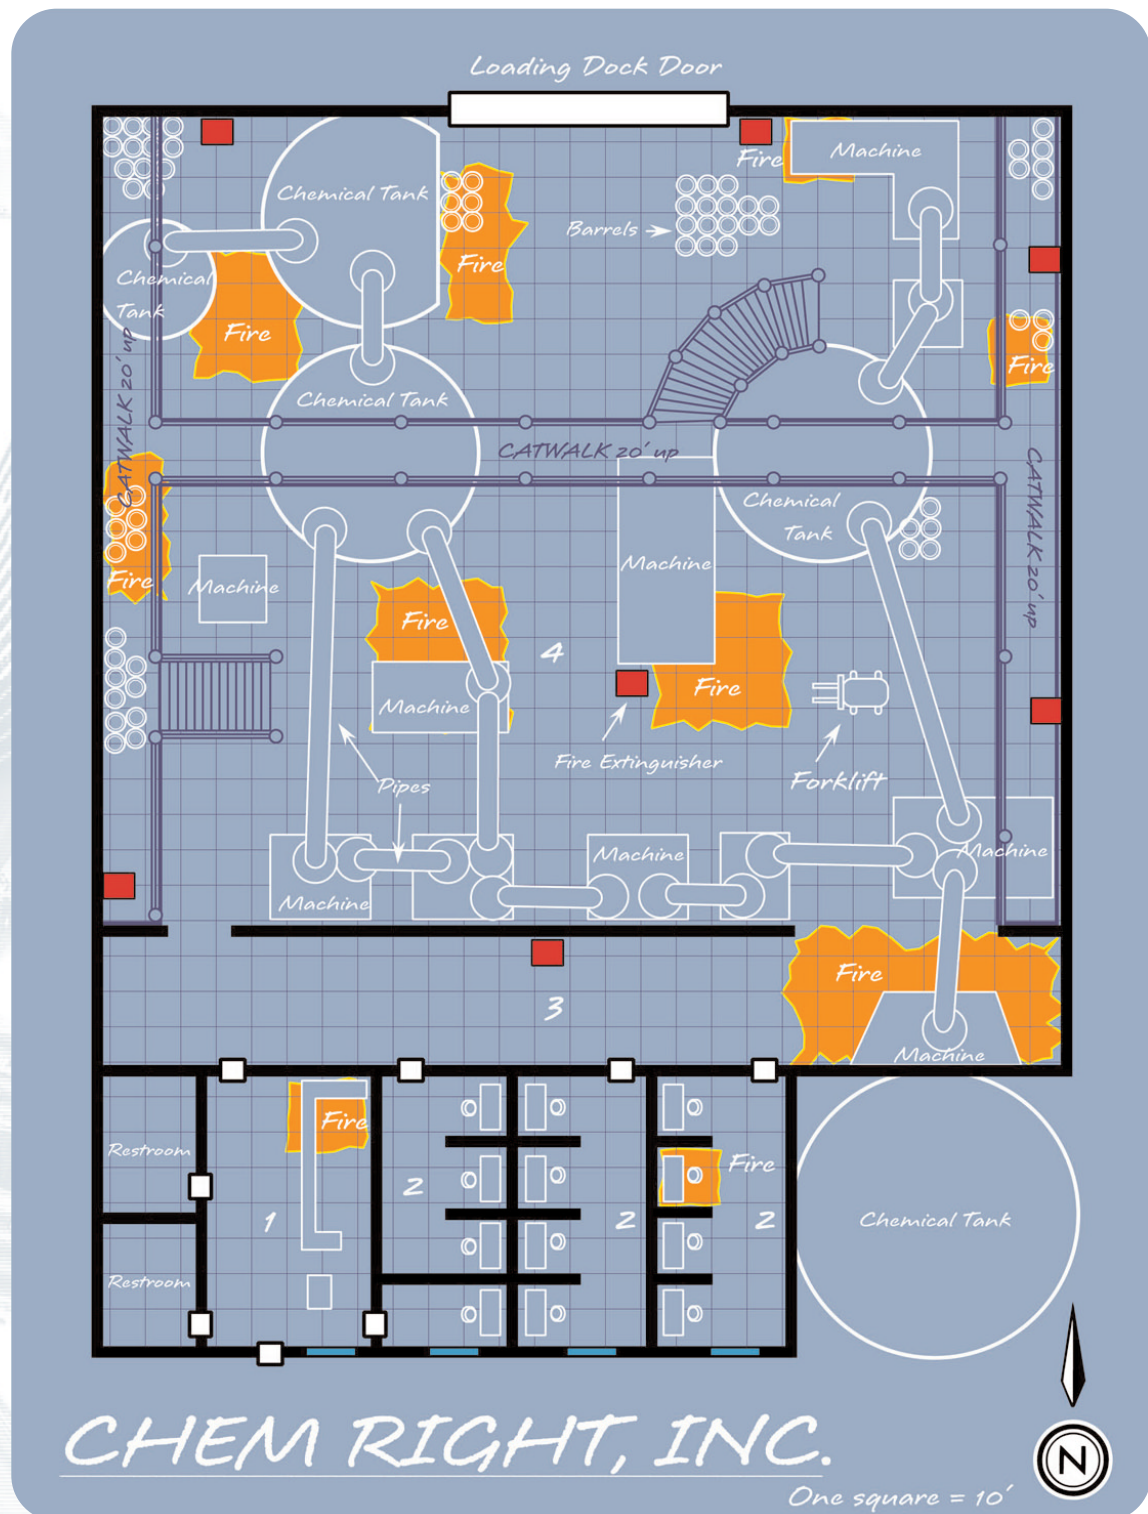 Loading Dock Door
Fire
Machine
Chemical Tank
Barrels
Chemical
Tank
Fire
Fire
Fire
CATWALK 20' up
Chemical Tank
CATWALK 20' up
CATWALK 20' up
Chemical
Tank
Fire
Machine
Machine
Fire
4
Fire
Machine
Fire Extinguisher
Forklift
Pipes
Machine
Machine
Machine
Fire
3
Machine
Fire
Restroom
Fire
2
1
2
2
Chemical Tank
Restroom
CHEM RIGHT, INC.
N
One square = 10'